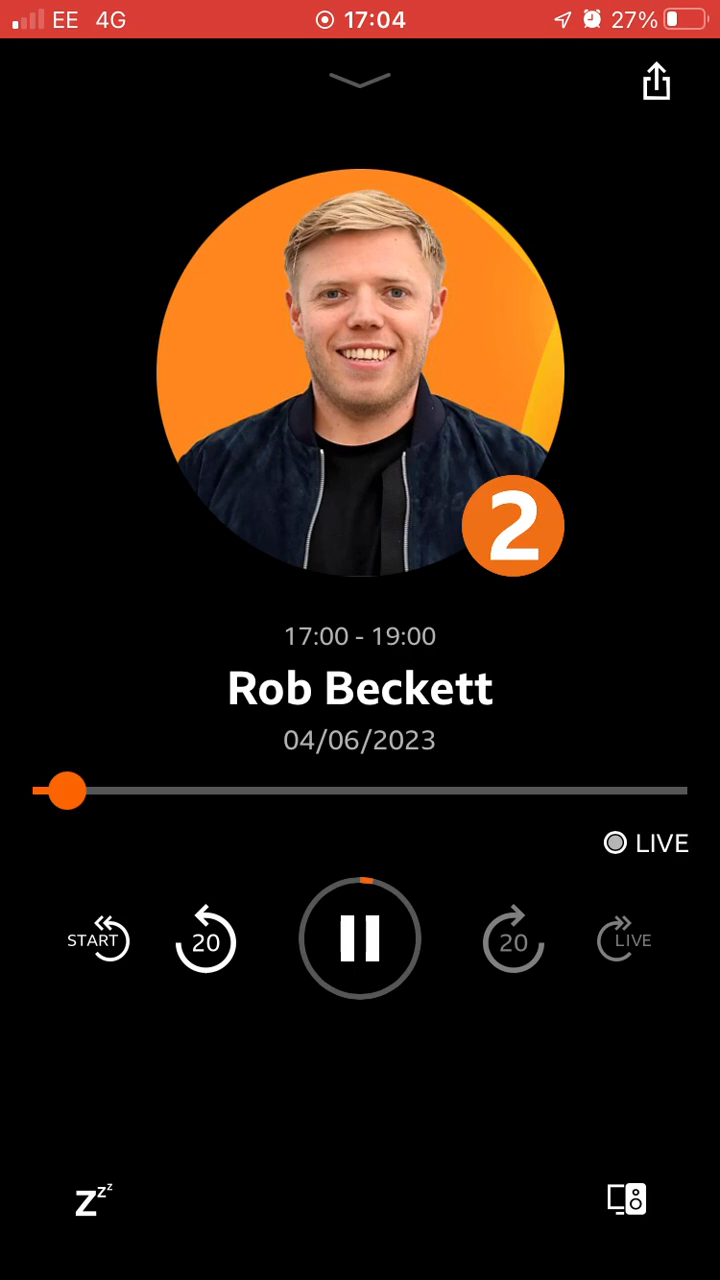 EE 4G 17:04 27%
2
17:00 - 19:00
Rob Beckett
04/06/2023
LIVE
START 20 20 LIVE
Zzz